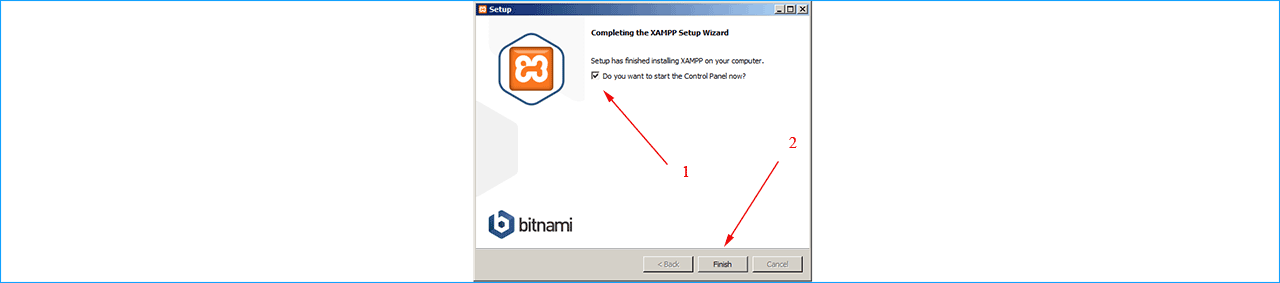 Setup
Completing the XAMPP Setup Wizard
Setup has finished installing XAMPP on your computer.
Do you want to start the Control Panel now?
1
2
bitnami
< Back
Finish
Cancel